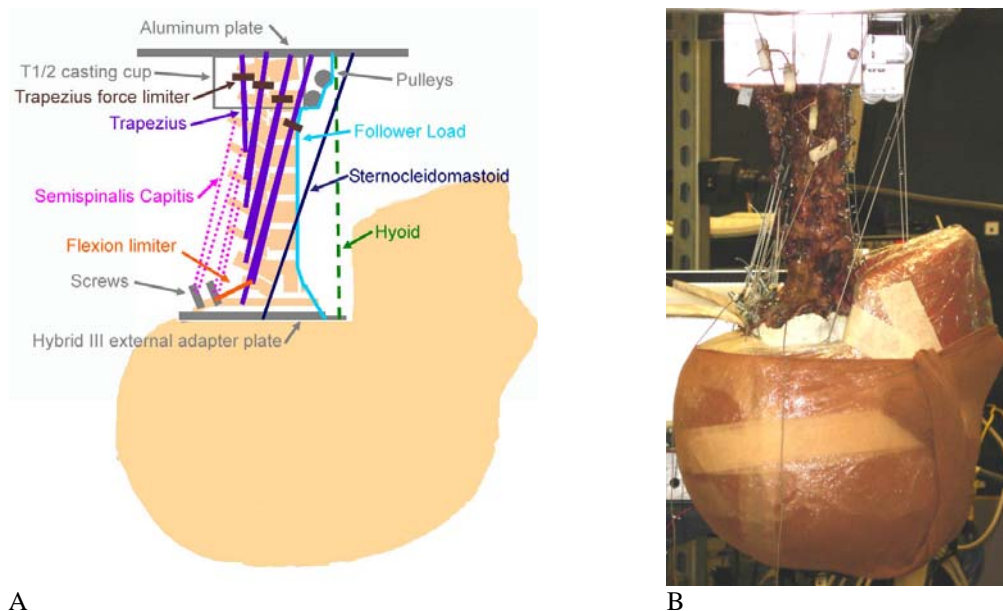 Aluminum plate
T1/2 casting cup
Pulleys
Trapezius force limiter
Trapezius
Follower Load
Semispinalis Capitis
Sternocleidomastoid
Flexion limiter
Hyoid
Screws
Hybrid III external adapter plate
A
B